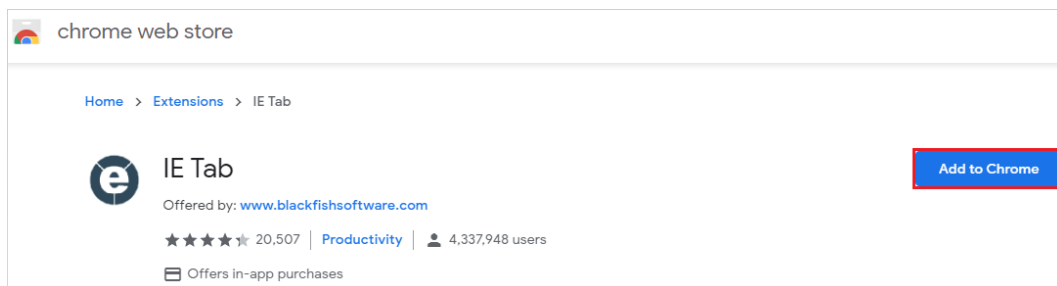 chrome web store
Home > Extensions > IE Tab
IE Tab
Add to Chrome
Offered by: www.blackfishsoftware.com
20,507 | Productivity | 4,337,948 users
Offers in-app purchases